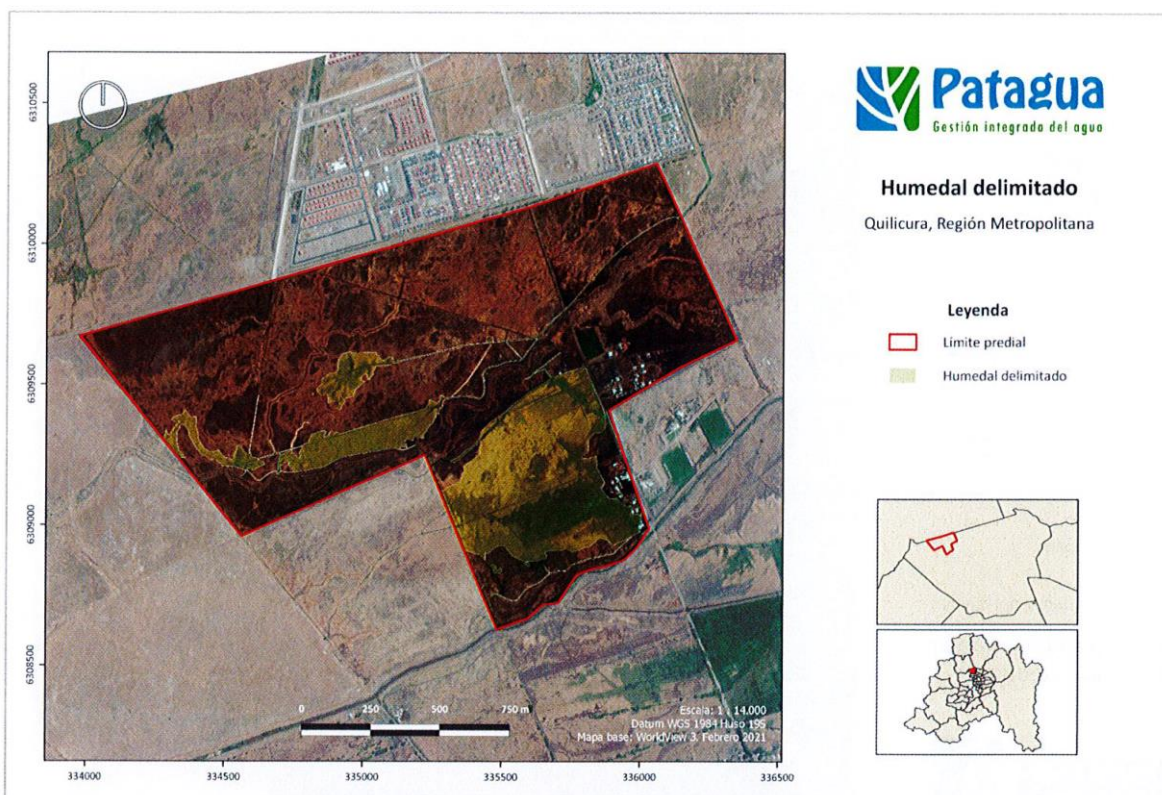 Patagua
Gestión integrada del agua
Humedal delimitado
Quilicura, Región Metropolitana
Leyenda
Límite predial
Humedal delimitado
6310500
6310000
6309500
6309000
6308500
0 250 500 750 m
Escala: 1 : 14.000
Datum WGS 1984 Huso 19S
Mapa base: WorldView 3. Febrero 2021
334000 334500 335000 335500 336000 336500